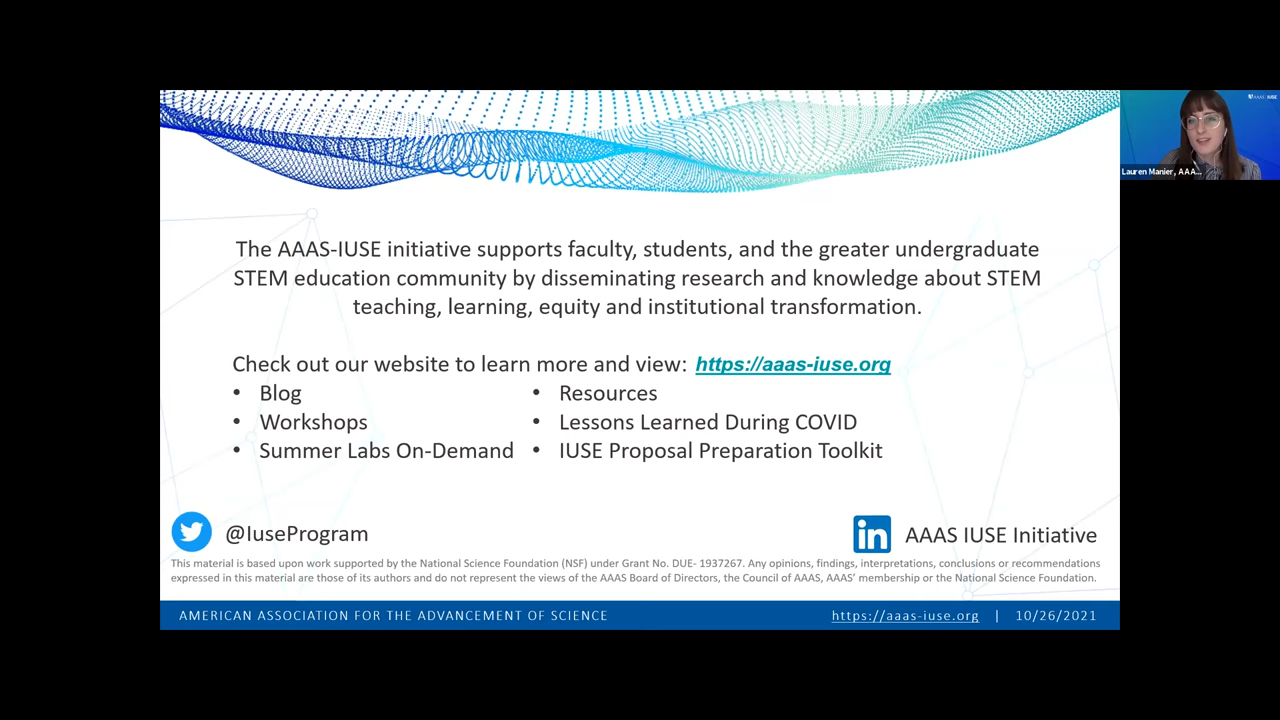 The AAAS-IUSE initiative supports faculty, students, and the greater undergraduate
STEM education community by disseminating research and knowledge about STEM
teaching, learning, equity and institutional transformation.
Check out our website to learn more and view: https://aaas-iuse.org
• Blog
• Workshops
• Summer Labs On-Demand
• Resources
• Lessons Learned During COVID
• IUSE Proposal Preparation Toolkit
@IuseProgram
in AAAS IUSE Initiative
This material is based upon work supported by the National Science Foundation (NSF) under Grant No. DUE- 1937267. Any opinions, findings, interpretations, conclusions or recommendations
expressed in this material are those of its authors and do not represent the views of the AAAS Board of Directors, the Council of AAAS, AAAS' membership or the National Science Foundation.
AMERICAN ASSOCIATION FOR THE ADVANCEMENT OF SCIENCE
https://aaas-iuse.org | 10/26/2021
AAAS IUSE
Lauren Manier, AAA...